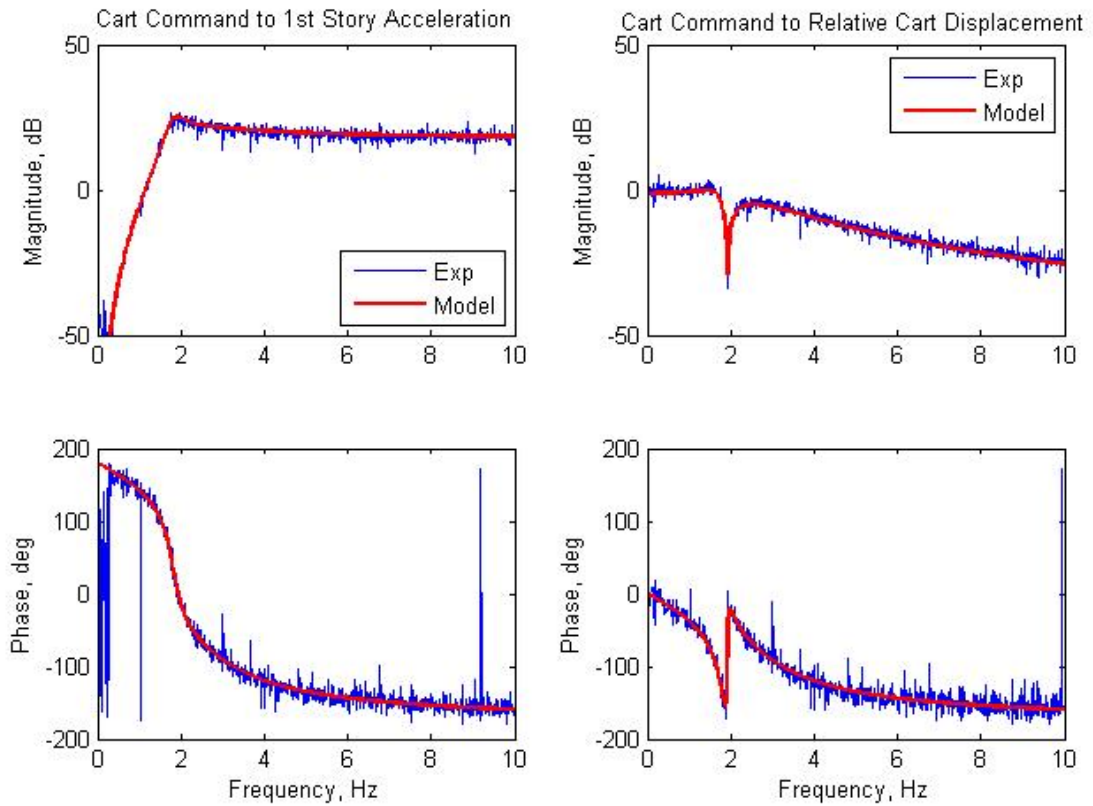 Cart Command to 1st Story Acceleration
50
0
-50
Magnitude, dB
Exp
Model
0 2 4 6 8 10
Cart Command to Relative Cart Displacement
50
0
-50
Magnitude, dB
Exp
Model
0 2 4 6 8 10
200
100
0
-100
-200
Phase, deg
0 2 4 6 8 10
Frequency, Hz
200
100
0
-100
-200
Phase, deg
0 2 4 6 8 10
Frequency, Hz